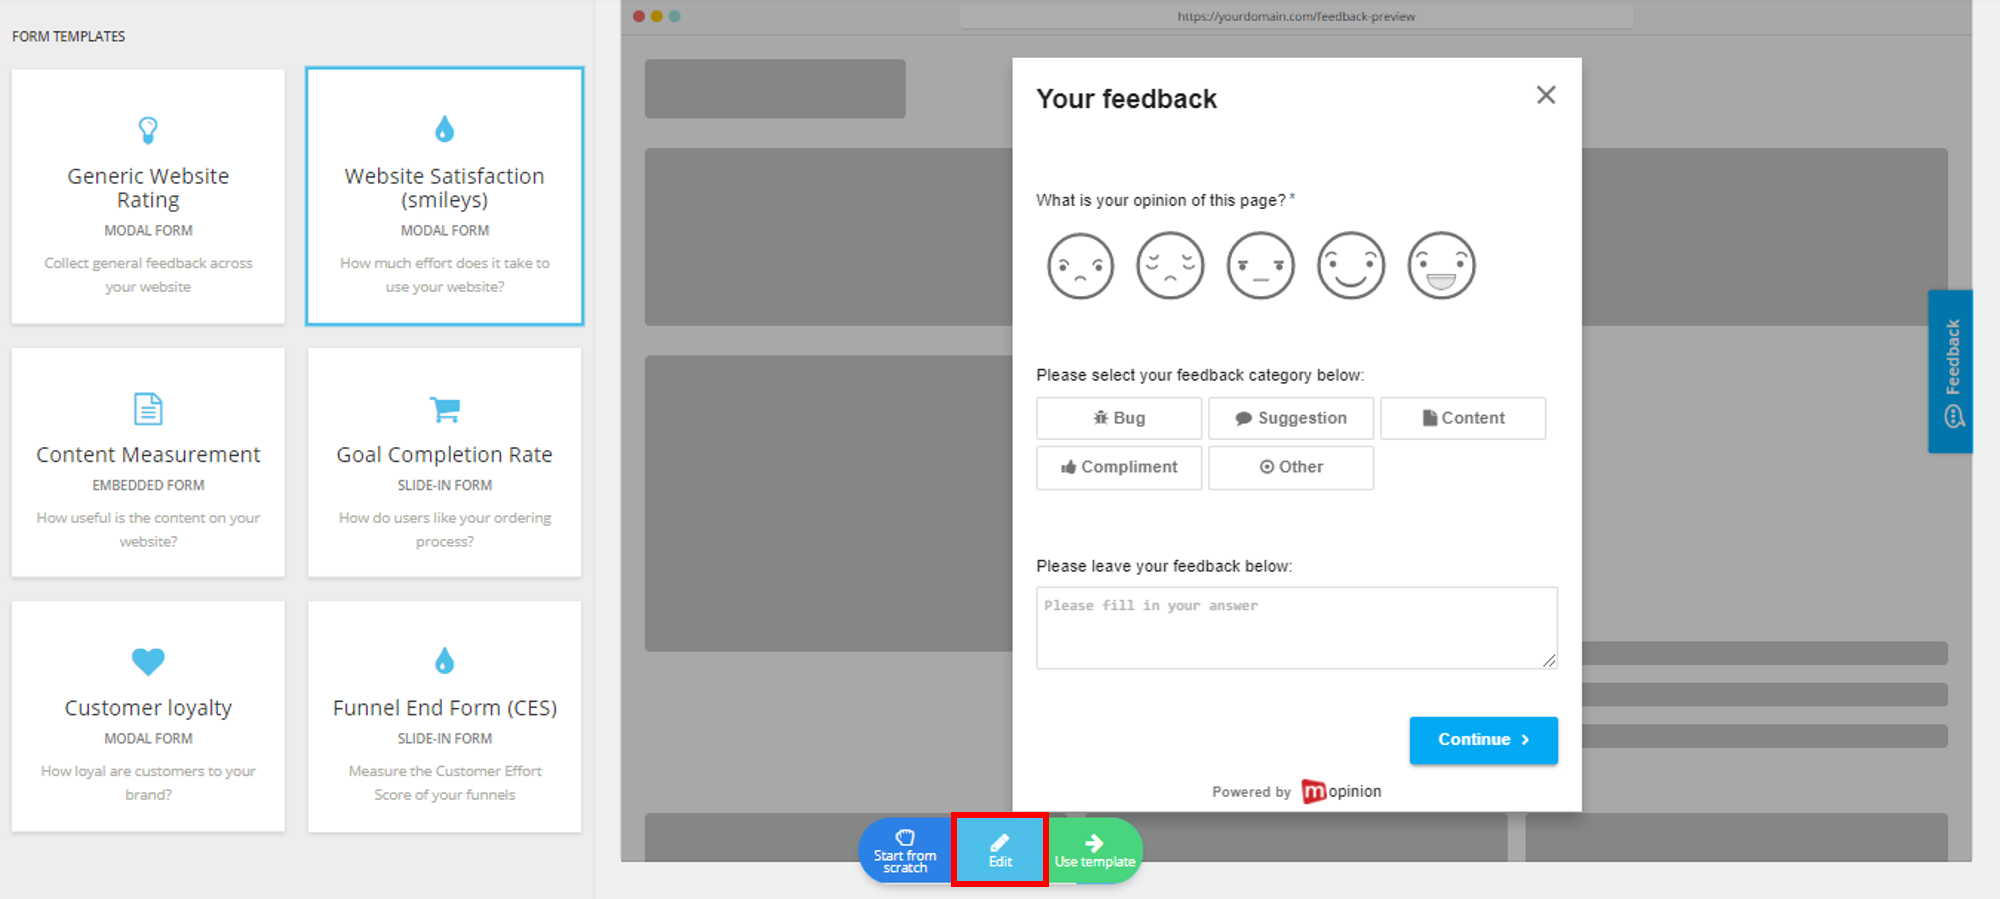 FORM TEMPLATES
Generic Website
Rating
MODAL FORM
Collect general feedback across
your website
Website Satisfaction
(smileys)
MODAL FORM
How much effort does it take to
use your website?
Content Measurement
EMBEDDED FORM
How useful is the content on your
website?
Goal Completion Rate
SLIDE-IN FORM
How do users like your ordering
process?
Customer loyalty
MODAL FORM
How loyal are customers to your
brand?
Funnel End Form (CES)
SLIDE-IN FORM
Measure the Customer Effort
Score of your funnels
https://yourdomain.com/feedback-preview
Your feedback
What is your opinion of this page? *
Please select your feedback category below:
Bug
Suggestion
Content
Compliment
Other
Please leave your feedback below:
Please fill in your answer
Continue
Powered by mopinion
Feedback
Start from
scratch
Edit
Use template